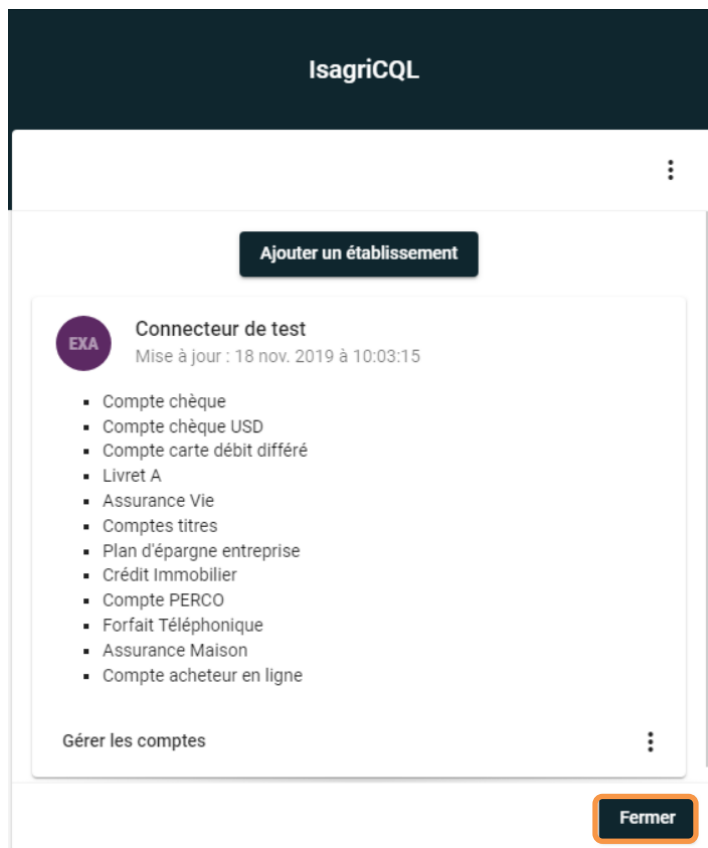 IsagriCQL
Ajouter un établissement
EXA
Connecteur de test
Mise à jour : 18 nov. 2019 à 10:03:15
▪ Compte chèque
▪ Compte chèque USD
▪ Compte carte débit différé
▪ Livret A
▪ Assurance Vie
▪ Comptes titres
▪ Plan d'épargne entreprise
▪ Crédit Immobilier
▪ Compte PERCO
▪ Forfait Téléphonique
▪ Assurance Maison
▪ Compte acheteur en ligne
Gérer les comptes
Fermer